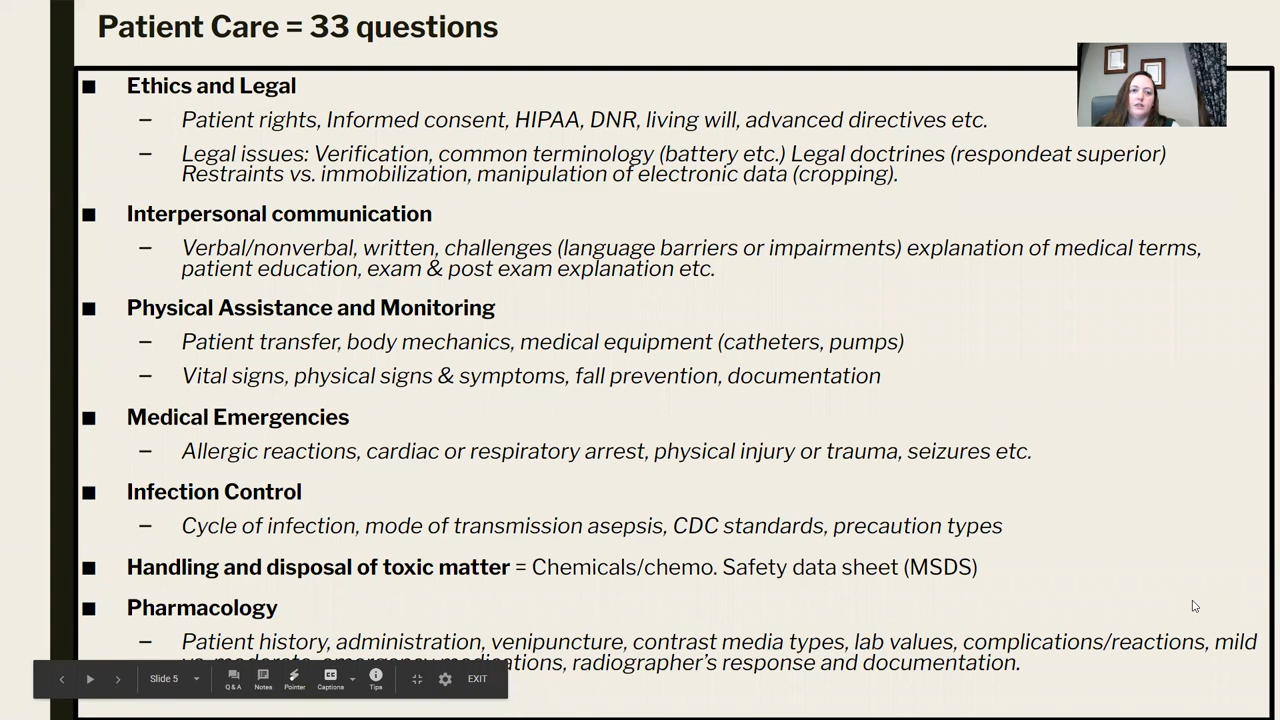 Patient Care = 33 questions
Ethics and Legal
– Patient rights, Informed consent, HIPAA, DNR, living will, advanced directives etc.
– Legal issues: Verification, common terminology (battery etc.) Legal doctrines (respondeat superior)
Restraints vs. immobilization, manipulation of electronic data (cropping).
Interpersonal communication
– Verbal/nonverbal, written, challenges (language barriers or impairments) explanation of medical terms,
patient education, exam & post exam explanation etc.
Physical Assistance and Monitoring
– Patient transfer, body mechanics, medical equipment (catheters, pumps)
– Vital signs, physical signs & symptoms, fall prevention, documentation
Medical Emergencies
– Allergic reactions, cardiac or respiratory arrest, physical injury or trauma, seizures etc.
Infection Control
– Cycle of infection, mode of transmission asepsis, CDC standards, precaution types
Handling and disposal of toxic matter = Chemicals/chemo. Safety data sheet (MSDS)
Pharmacology
– Patient history, administration, venipuncture, contrast media types, lab values, complications/reactions, mild
vs moderate, emergency medications, radiographer's response and documentation.
Slide 5
Q & A
Notes
Pointer
Captions
Tips
EXIT